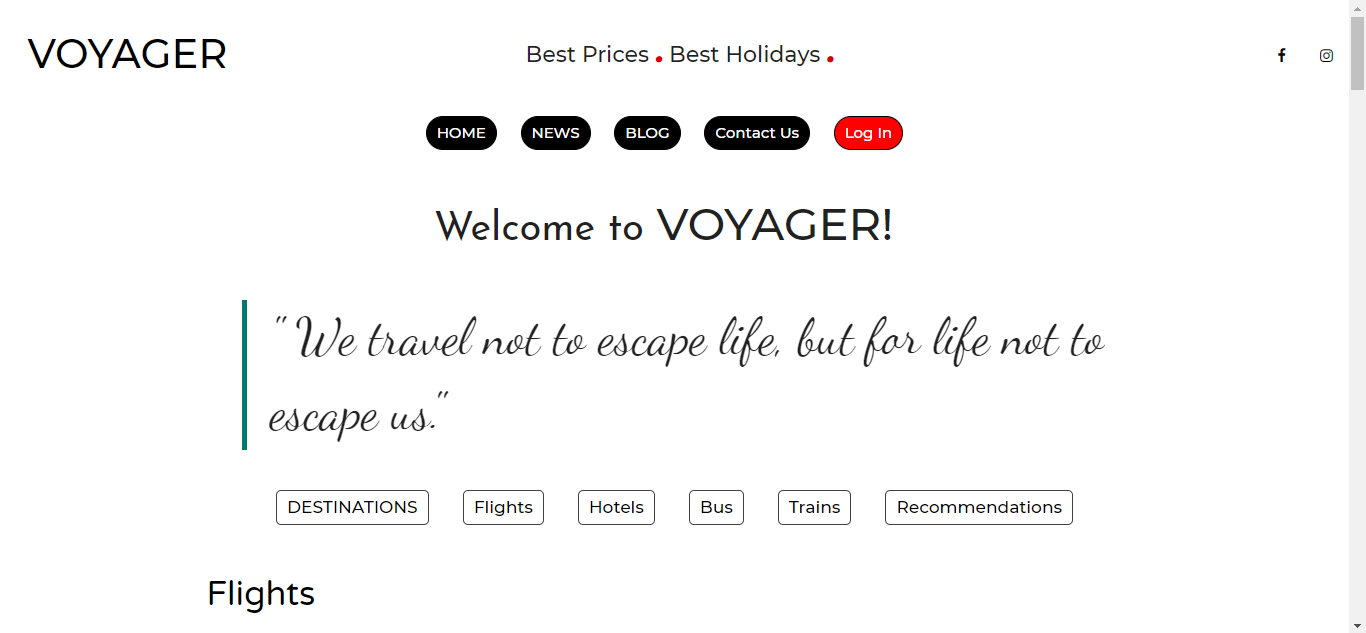 VOYAGER
Best Prices . Best Holidays .
HOME NEWS BLOG Contact Us Log In
Welcome to VOYAGER!
"We travel not to escape life, but for life not to
escape us."
DESTINATIONS Flights Hotels Bus Trains Recommendations
Flights